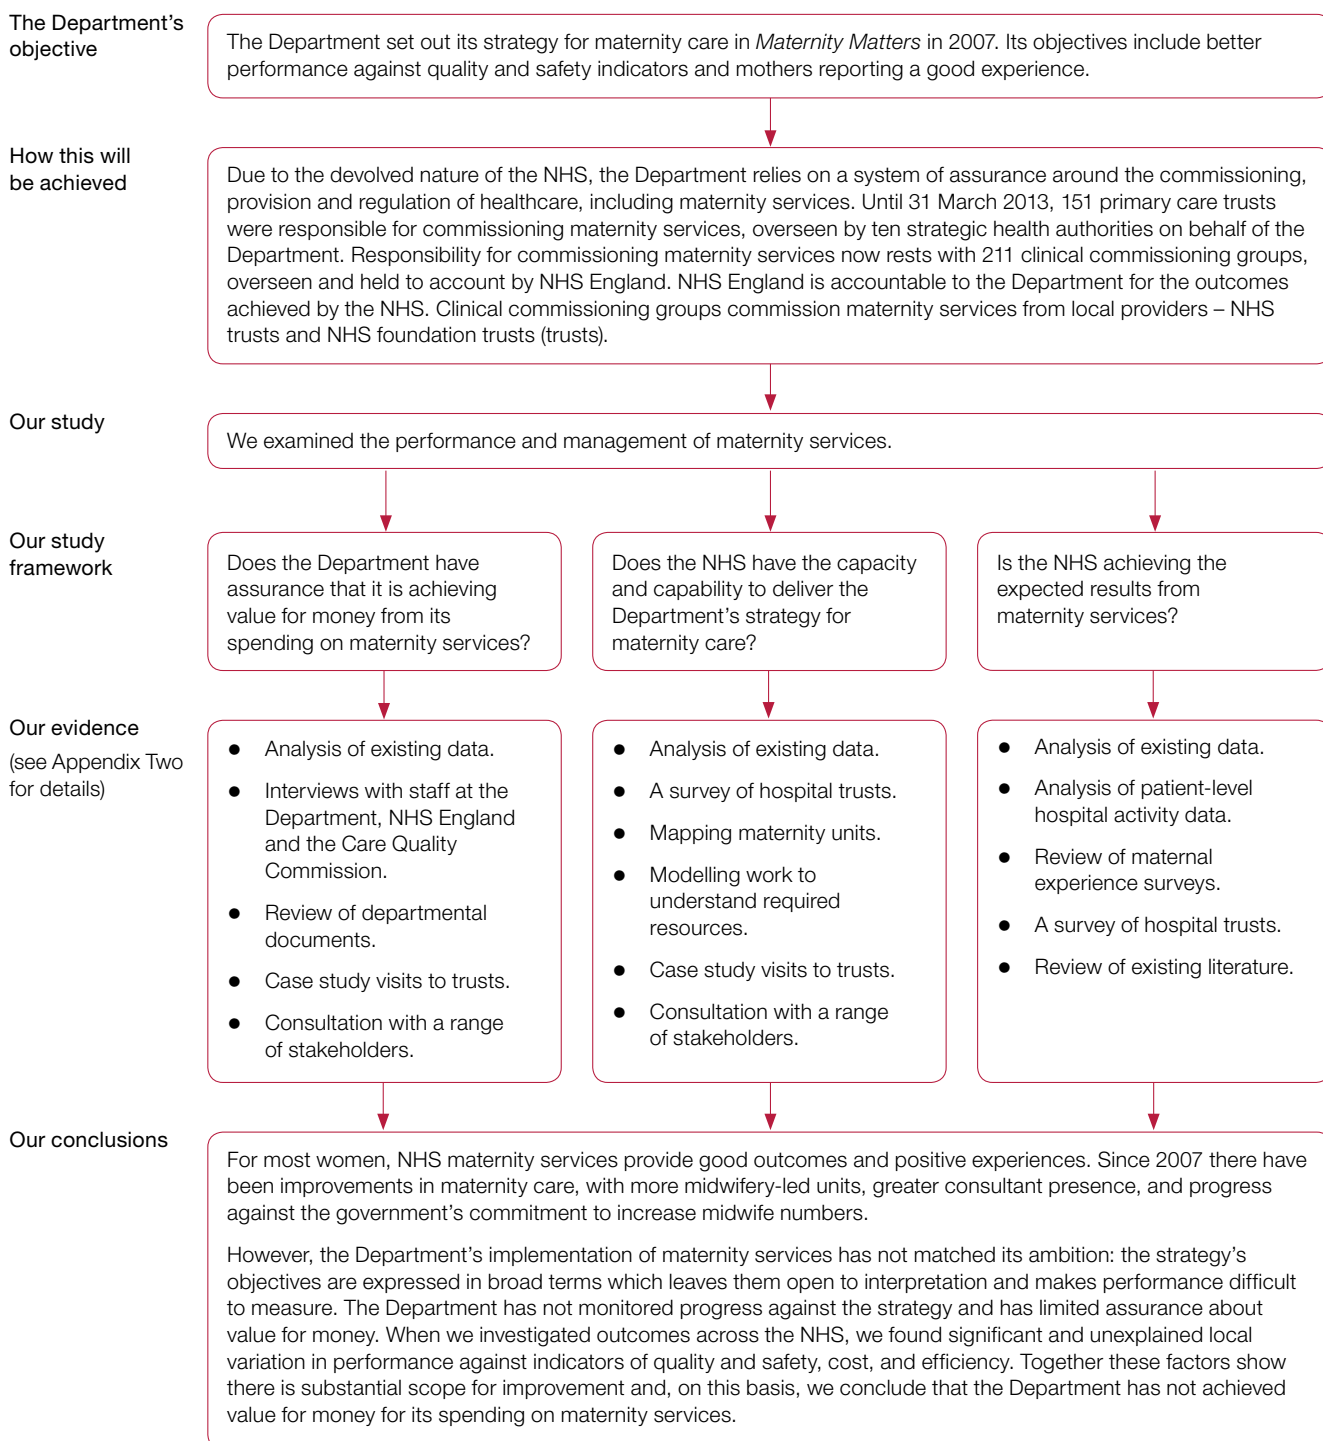 The Department's
objective
The Department set out its strategy for maternity care in Maternity Matters in 2007. Its objectives include better
performance against quality and safety indicators and mothers reporting a good experience.
How this will
be achieved
Due to the devolved nature of the NHS, the Department relies on a system of assurance around the commissioning,
provision and regulation of healthcare, including maternity services. Until 31 March 2013, 151 primary care trusts
were responsible for commissioning maternity services, overseen by ten strategic health authorities on behalf of the
Department. Responsibility for commissioning maternity services now rests with 211 clinical commissioning groups,
overseen and held to account by NHS England. NHS England is accountable to the Department for the outcomes
achieved by the NHS. Clinical commissioning groups commission maternity services from local providers – NHS
trusts and NHS foundation trusts (trusts).
Our study
We examined the performance and management of maternity services.
Our study
framework
Does the Department have
assurance that it is achieving
value for money from its
spending on maternity services?
Does the NHS have the capacity
and capability to deliver the
Department's strategy for
maternity care?
Is the NHS achieving the
expected results from
maternity services?
Our evidence
(see Appendix Two
for details)
● Analysis of existing data.
● Interviews with staff at the
Department, NHS England
and the Care Quality
Commission.
● Review of departmental
documents.
● Case study visits to trusts.
● Consultation with a range
of stakeholders.
● Analysis of existing data.
● A survey of hospital trusts.
● Mapping maternity units.
● Modelling work to
understand required
resources.
● Case study visits to trusts.
● Consultation with a range
of stakeholders.
● Analysis of existing data.
● Analysis of patient-level
hospital activity data.
● Review of maternal
experience surveys.
● A survey of hospital trusts.
● Review of existing literature.
Our conclusions
For most women, NHS maternity services provide good outcomes and positive experiences. Since 2007 there have
been improvements in maternity care, with more midwifery-led units, greater consultant presence, and progress
against the government's commitment to increase midwife numbers.
However, the Department's implementation of maternity services has not matched its ambition: the strategy's
objectives are expressed in broad terms which leaves them open to interpretation and makes performance difficult
to measure. The Department has not monitored progress against the strategy and has limited assurance about
value for money. When we investigated outcomes across the NHS, we found significant and unexplained local
variation in performance against indicators of quality and safety, cost, and efficiency. Together these factors show
there is substantial scope for improvement and, on this basis, we conclude that the Department has not achieved
value for money for its spending on maternity services.